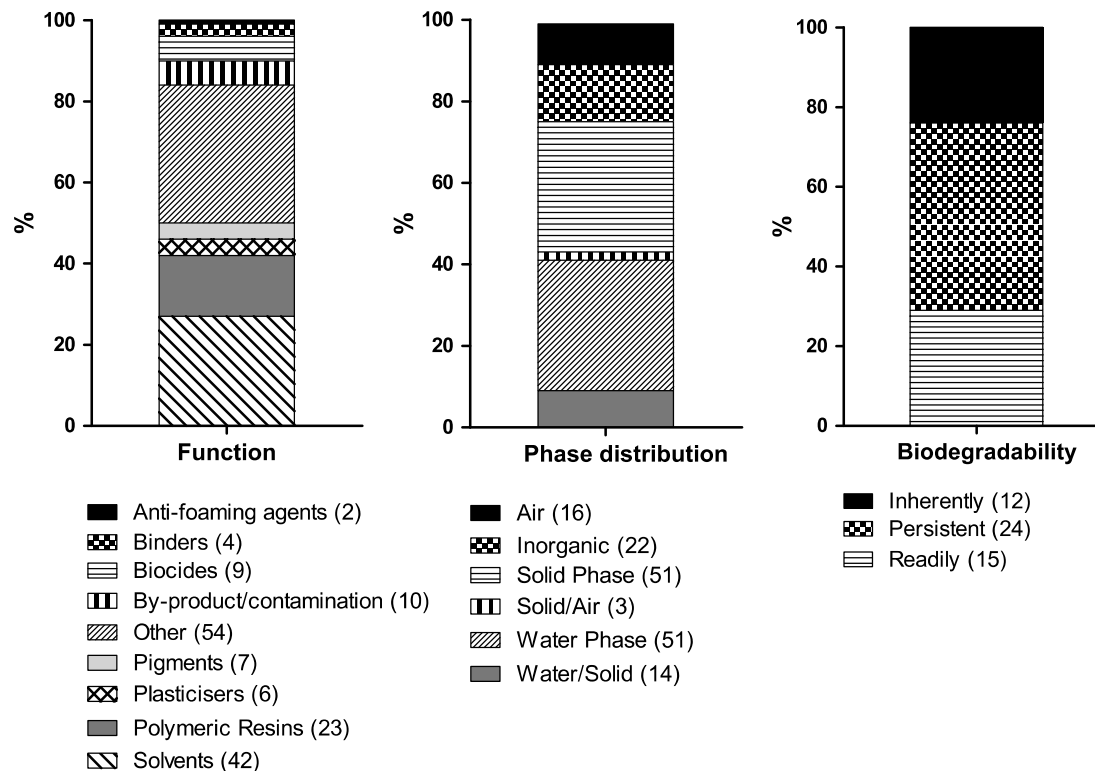 100
80
60
40
20
0
%
Function
Anti-foaming agents (2)
Binders (4)
Biocides (9)
By-product/contamination (10)
Other (54)
Pigments (7)
Plasticisers (6)
Polymeric Resins (23)
Solvents (42)
100
80
60
40
20
0
%
Phase distribution
Air (16)
Inorganic (22)
Solid Phase (51)
Solid/Air (3)
Water Phase (51)
Water/Solid (14)
100
80
60
40
20
0
%
Biodegradability
Inherently (12)
Persistent (24)
Readily (15)